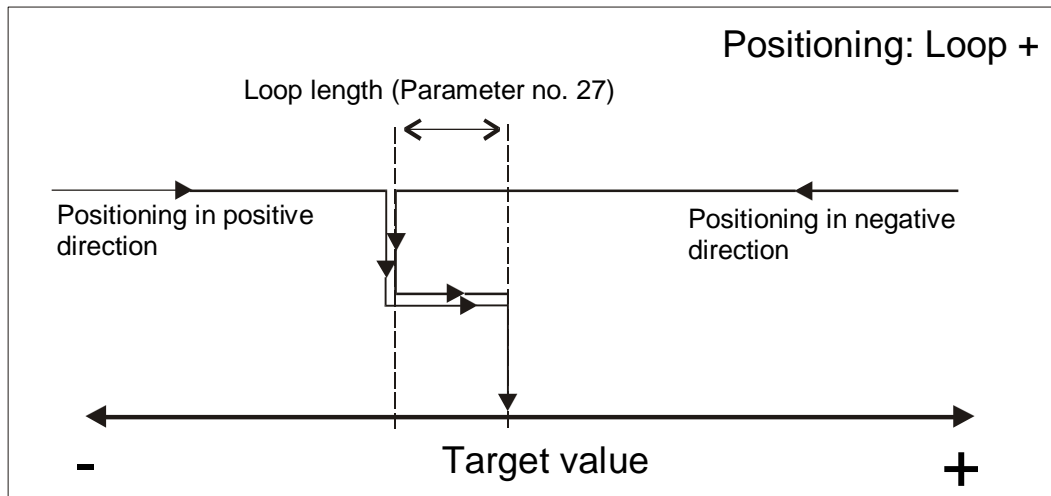 Positioning: Loop +
Loop length (Parameter no. 27)
Positioning in positive
direction
Positioning in negative
direction
- Target value +